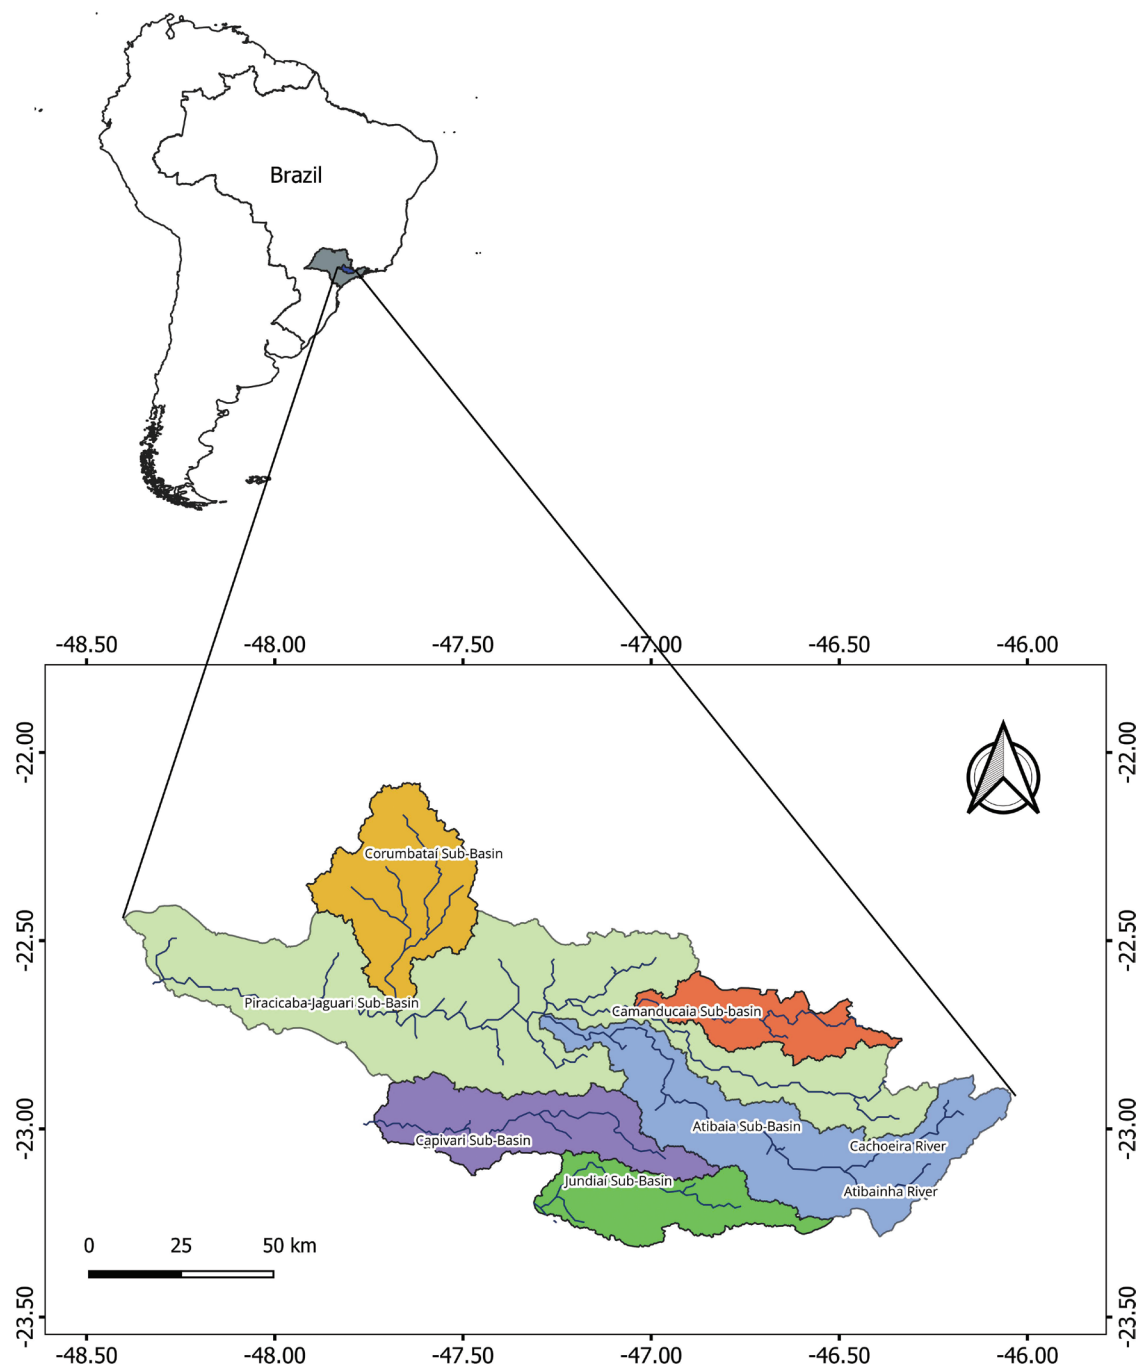 Brazil
-48.50 -48.00 -47.50 -47.00 -46.50 -46.00
-22.00 -22.00
Corumbataí Sub-Basin
-22.50 -22.50
Piracicaba-Jaguari Sub-Basin
Camanducaia Sub-basin
-23.00 -23.00
Atibaia Sub-Basin
Capivari Sub-Basin
Cachoeira River
Jundiaí Sub-Basin
Atibainha River
0 25 50 km
-23.50 -23.50
-48.50 -48.00 -47.50 -47.00 -46.50 -46.00